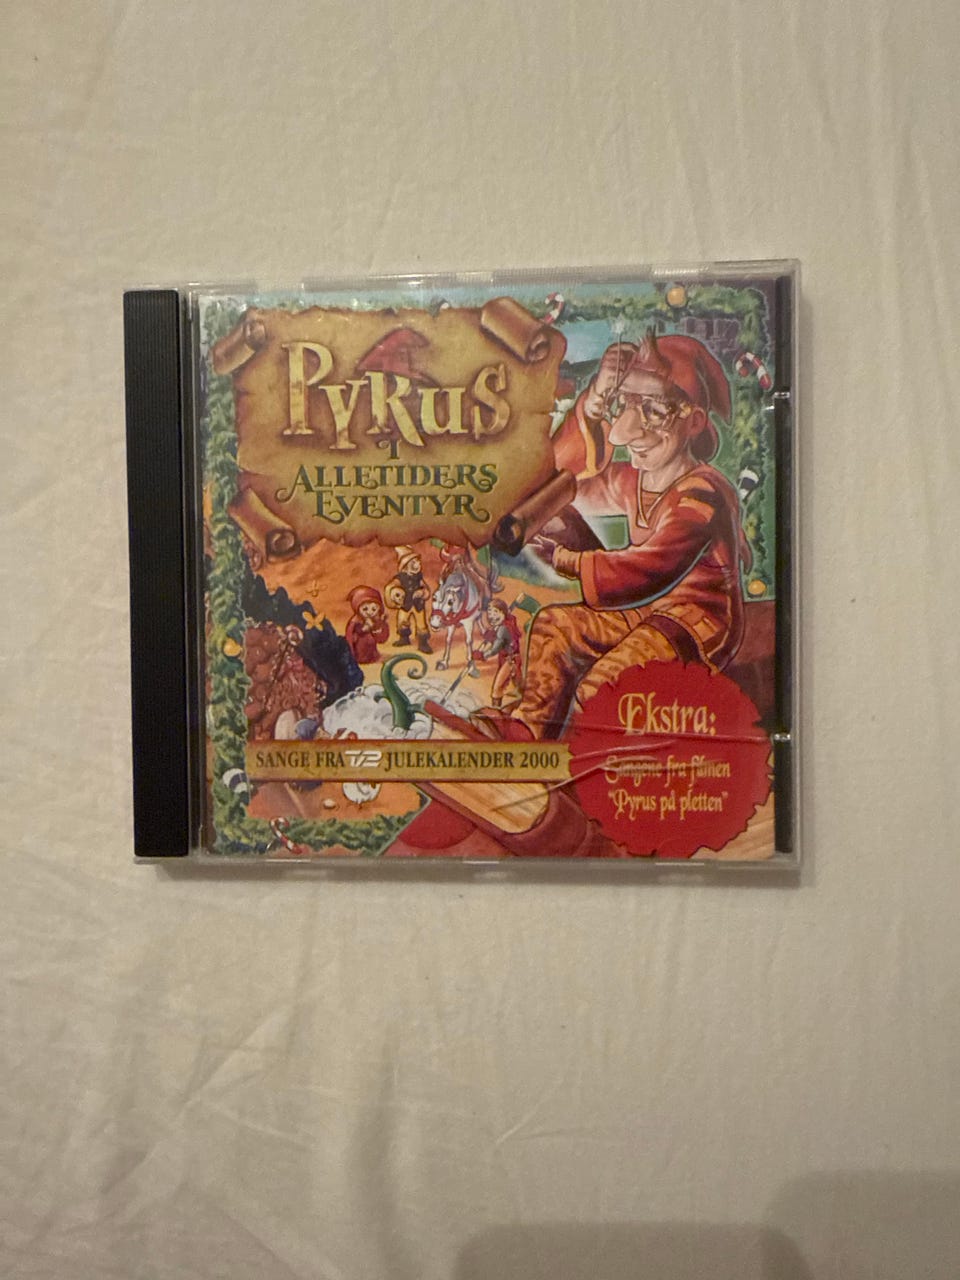 PYRUS
I
ALLETIDERS
EVENTYR
SANGE FRA TV2 JULEKALENDER 2000
Ekstra:
Sangene fra filmen
"Pyrus på pletten"